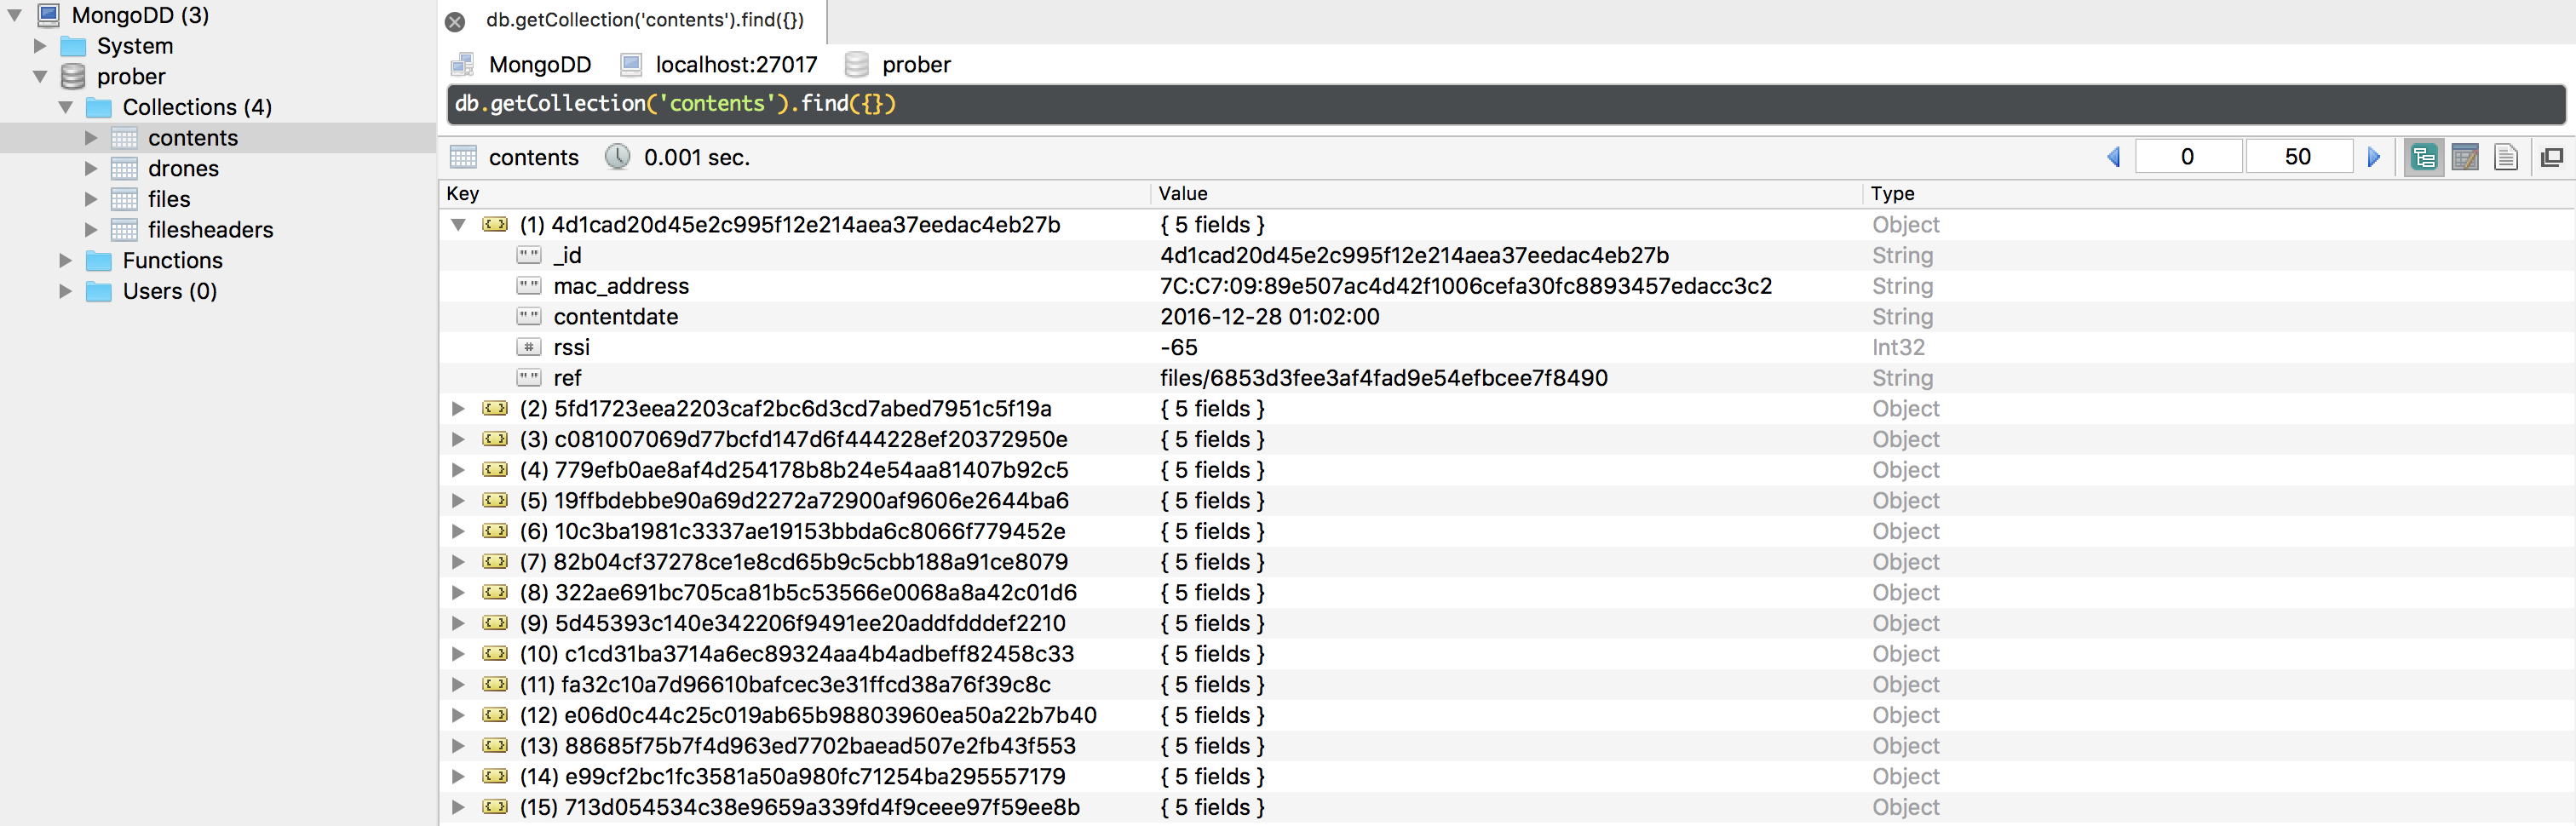 MongoDD (3)
System
prober
Collections (4)
contents
drones
files
filesheaders
Functions
Users (0)
db.getCollection('contents').find({})
MongoDD localhost:27017 prober
db.getCollection('contents').find({})
contents 0.001 sec. 0 50
Key Value Type
(1) 4d1cad20d45e2c995f12e214aea37eedac4eb27b { 5 fields } Object
_id 4d1cad20d45e2c995f12e214aea37eedac4eb27b String
mac_address 7C:C7:09:89e507ac4d42f1006cefa30fc8893457edacc3c2 String
contentdate 2016-12-28 01:02:00 String
rssi -65 Int32
ref files/6853d3fee3af4fad9e54efbcee7f8490 String
(2) 5fd1723eea2203caf2bc6d3cd7abed7951c5f19a { 5 fields } Object
(3) c081007069d77bcfd147d6f444228ef20372950e { 5 fields } Object
(4) 779efb0ae8af4d254178b8b24e54aa81407b92c5 { 5 fields } Object
(5) 19ffbdebbe90a69d2272a72900af9606e2644ba6 { 5 fields } Object
(6) 10c3ba1981c3337ae19153bbda6c8066f779452e { 5 fields } Object
(7) 82b04cf37278ce1e8cd65b9c5cbb188a91ce8079 { 5 fields } Object
(8) 322ae691bc705ca81b5c53566e0068a8a42c01d6 { 5 fields } Object
(9) 5d45393c140e342206f9491ee20addfdddef2210 { 5 fields } Object
(10) c1cd31ba3714a6ec89324aa4b4adbeff82458c33 { 5 fields } Object
(11) fa32c10a7d96610bafcec3e31ffcd38a76f39c8c { 5 fields } Object
(12) e06d0c44c25c019ab65b98803960ea50a22b7b40 { 5 fields } Object
(13) 88685f75b7f4d963ed7702baead507e2fb43f553 { 5 fields } Object
(14) e99cf2bc1fc3581a50a980fc71254ba295557179 { 5 fields } Object
(15) 713d054534c38e9659a339fd4f9ceee97f59ee8b { 5 fields } Object